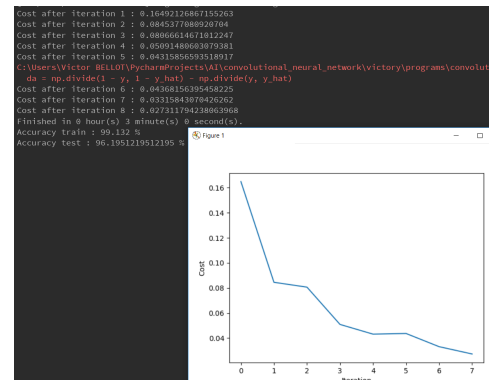 Cost after iteration 1 : 0.16492126867155263
Cost after iteration 2 : 0.0845377080920704
Cost after iteration 3 : 0.08066614671012247
Cost after iteration 4 : 0.05091480603079381
Cost after iteration 5 : 0.04315856593518917
C:\Users\Victor BELLOT\PycharmProjects\AI\convolutional_neural_network\victory\programs\convolut
da = np.divide(1 - y, 1 - y_hat) - np.divide(y, y_hat)
Cost after iteration 6 : 0.04368156395458225
Cost after iteration 7 : 0.03315843070426262
Cost after iteration 8 : 0.027311794238063968
Finished in 0 hour(s) 3 minute(s) 0 second(s).
Accuracy train : 99.132 %
Accuracy test : 96.1951219512195 %
Figure 1
0.16
0.14
0.12
0.10
0.08
0.06
0.04
Cost
0 1 2 3 4 5 6 7
Iteration